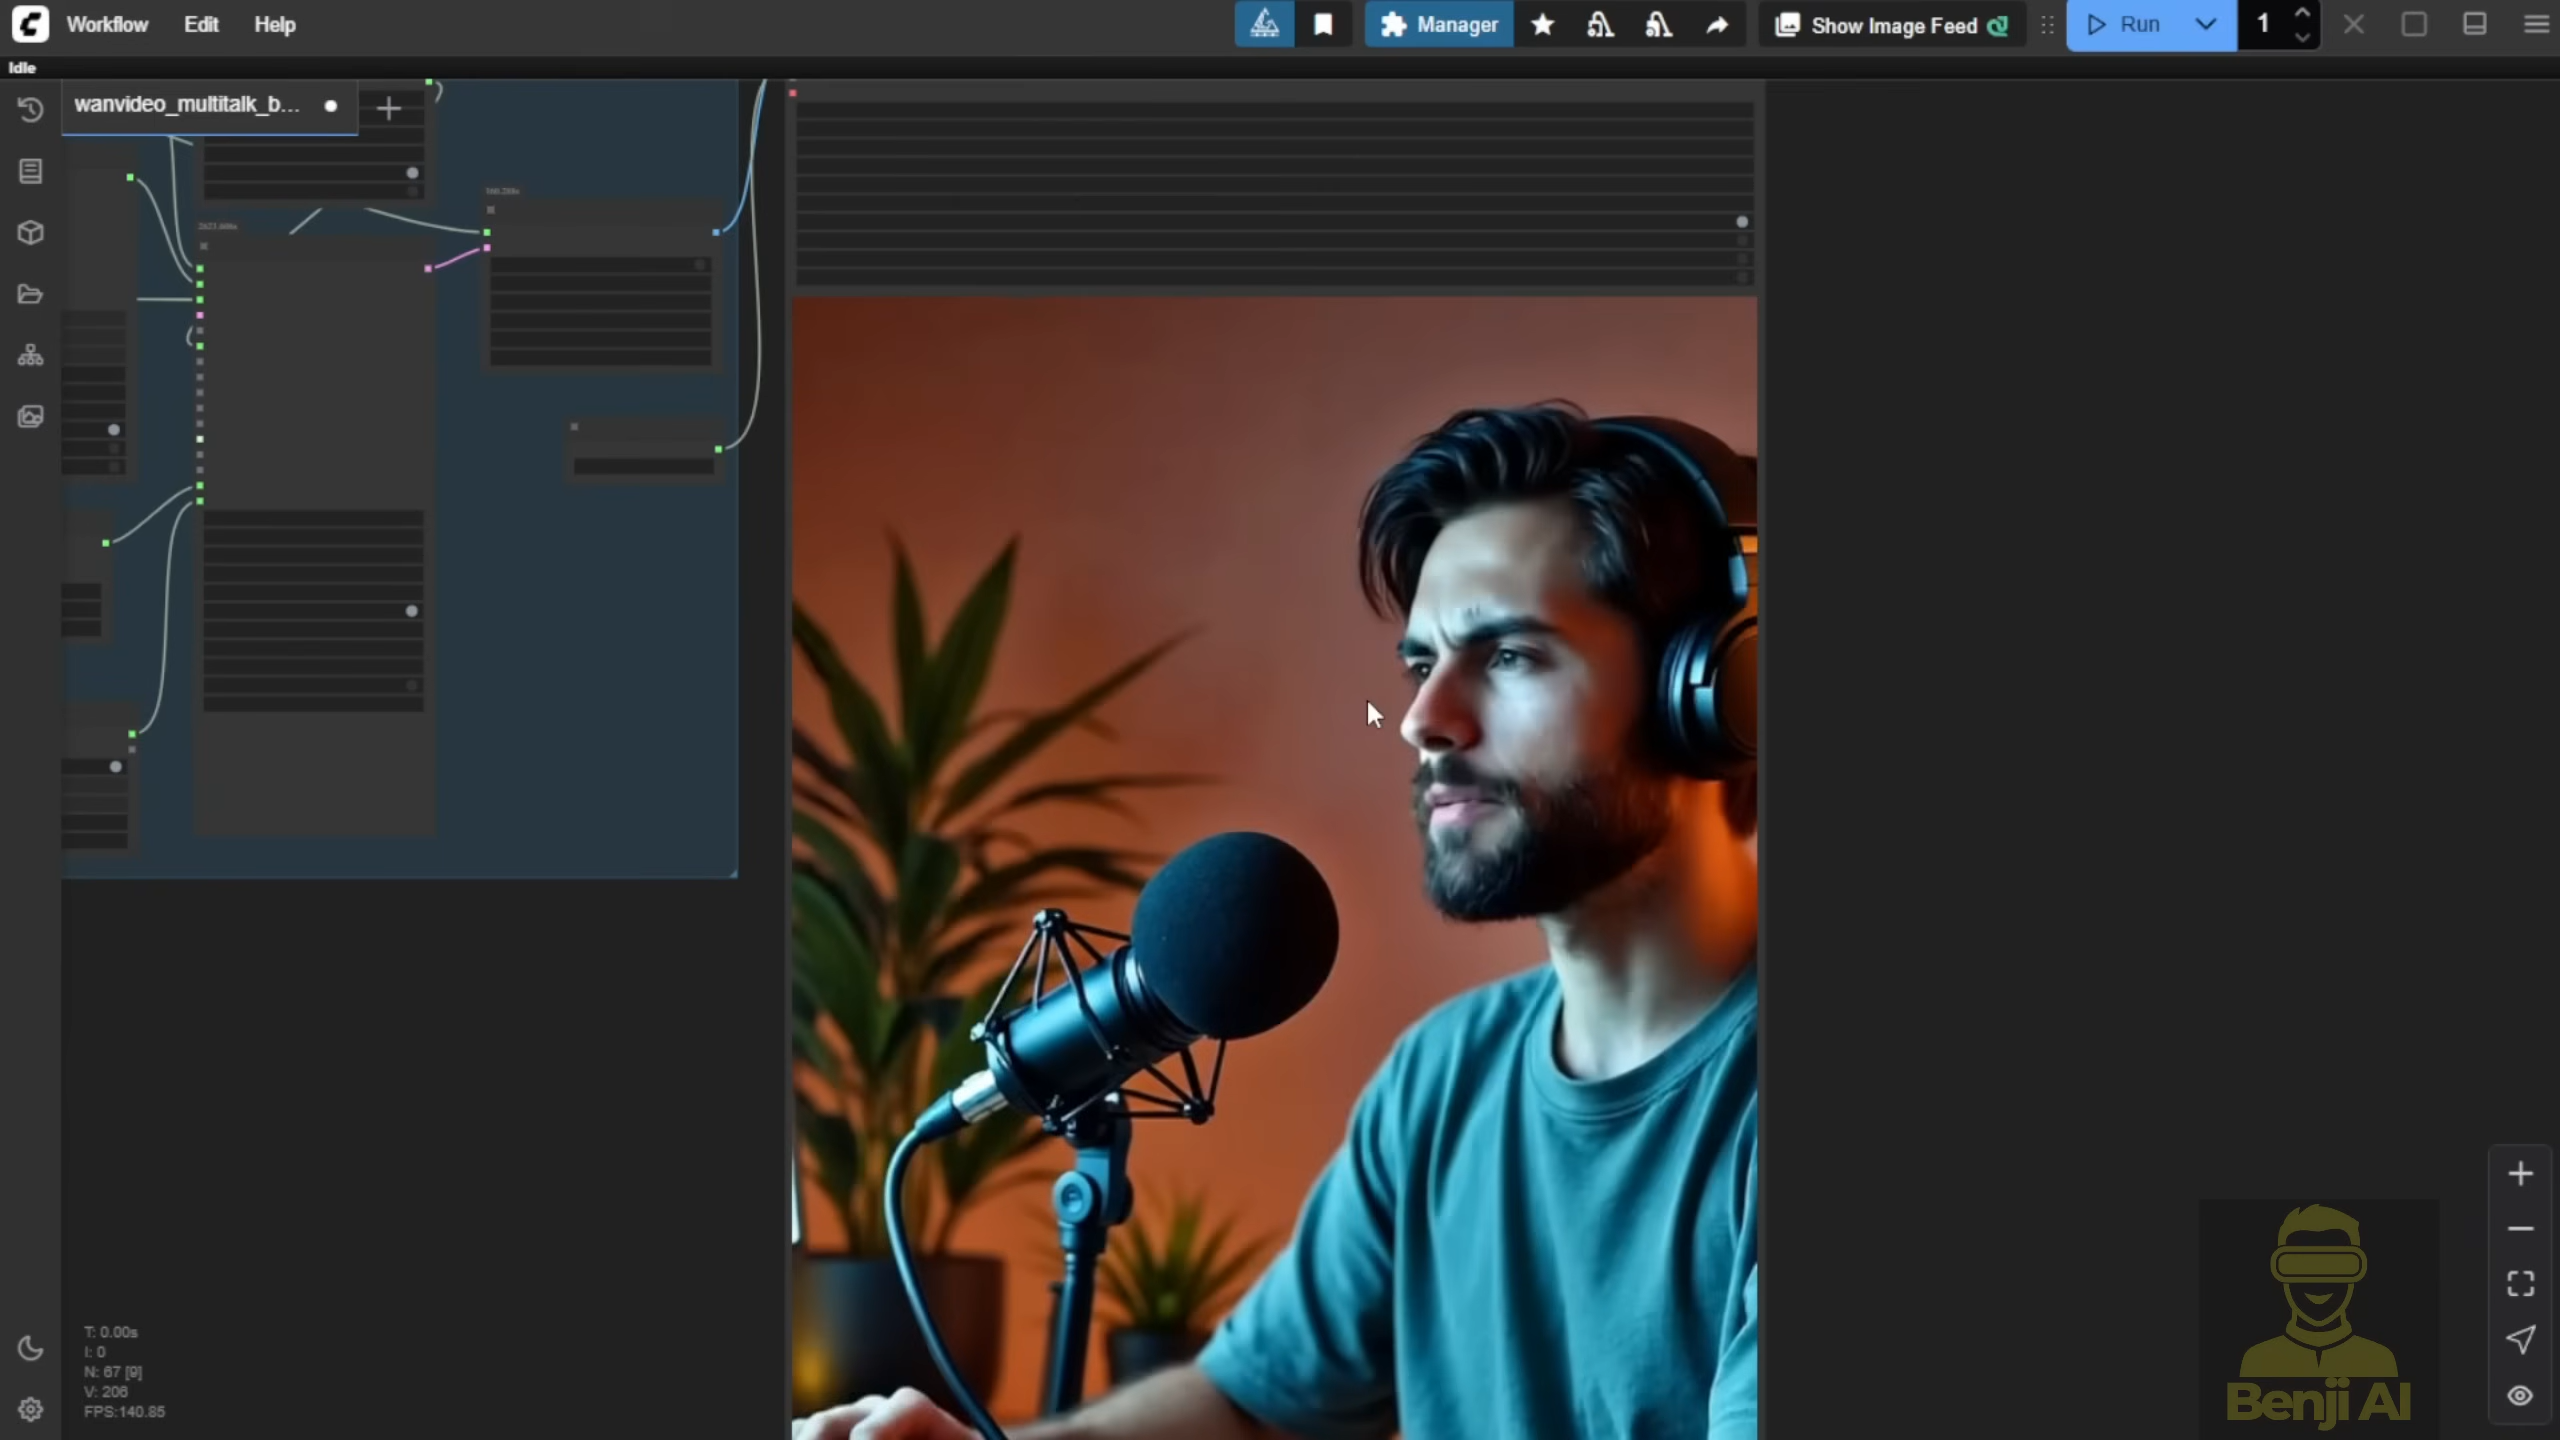 Workflow Edit Help
Manager
Show Image Feed
Run
1
Idle
wanvideo_multitalk_b...
T: 0.00s
I: 0
N: 67 [9]
V: 206
FPS:140.85
Benji AI